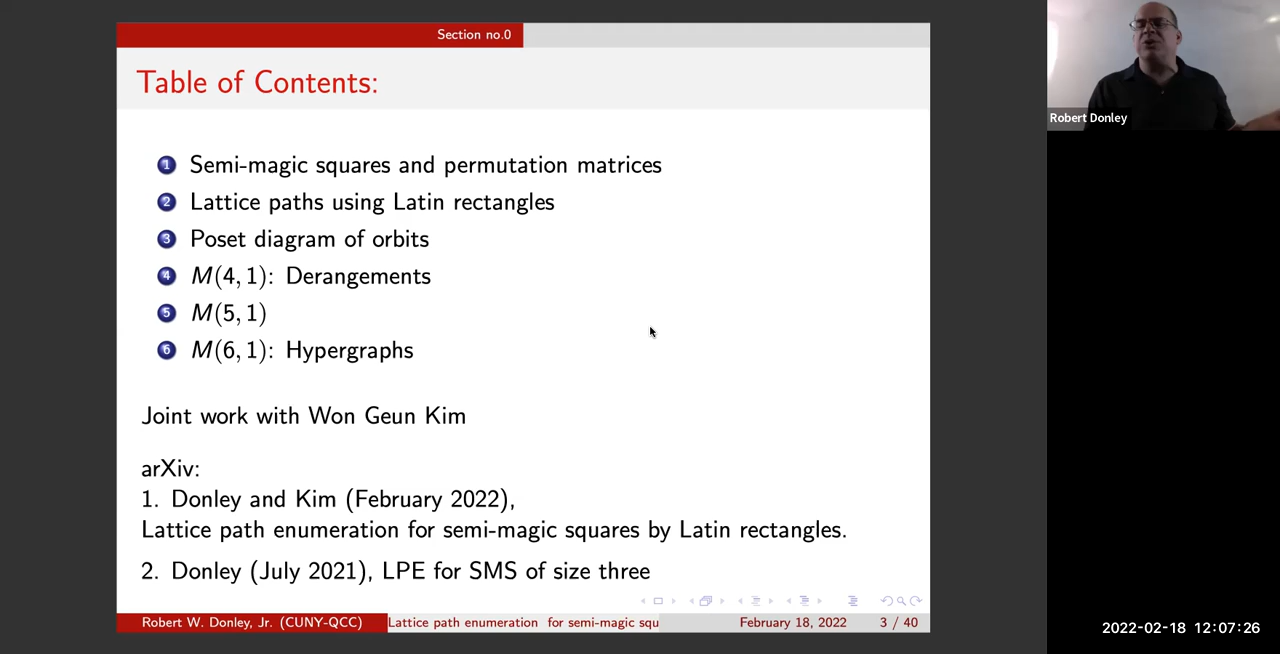 Section no.0
Table of Contents:
1 Semi-magic squares and permutation matrices
2 Lattice paths using Latin rectangles
3 Poset diagram of orbits
4 M(4, 1): Derangements
5 M(5, 1)
6 M(6, 1): Hypergraphs
Joint work with Won Geun Kim
arXiv:
1. Donley and Kim (February 2022),
Lattice path enumeration for semi-magic squares by Latin rectangles.
2. Donley (July 2021), LPE for SMS of size three
Robert W. Donley, Jr. (CUNY-QCC) Lattice path enumeration for semi-magic squ February 18, 2022 3 / 40
Robert Donley
2022-02-18 12:07:26